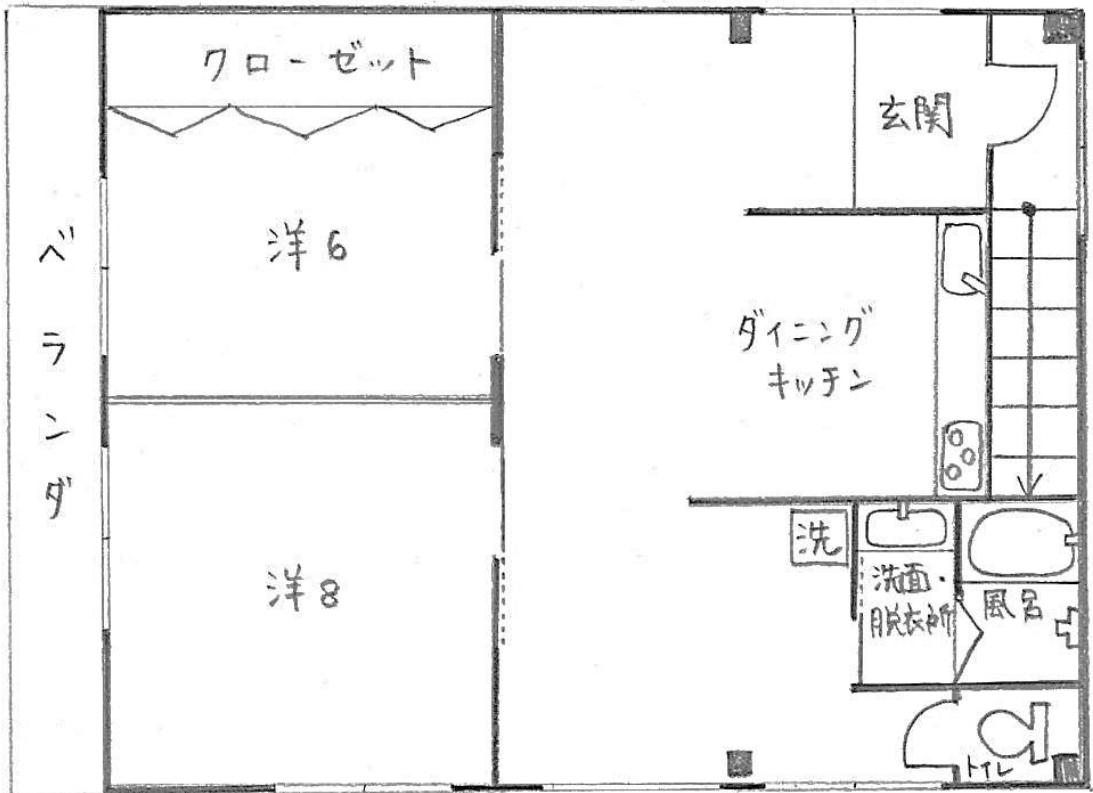 クローゼット
玄関
洋6
ベランダ
ダイニング
キッチン
洗
洗面・
脱衣所
風呂
洋8
トイレ